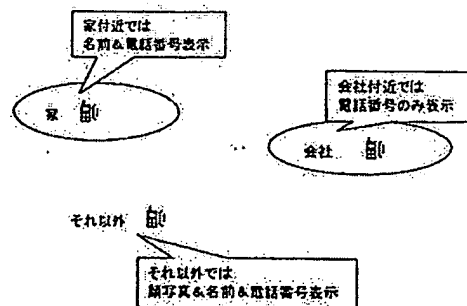 家付近では
名前&電話番号表示
家
会社付近では
電話番号のみ表示
会社
それ以外
それ以外では
顔写真&名前&電話番号表示